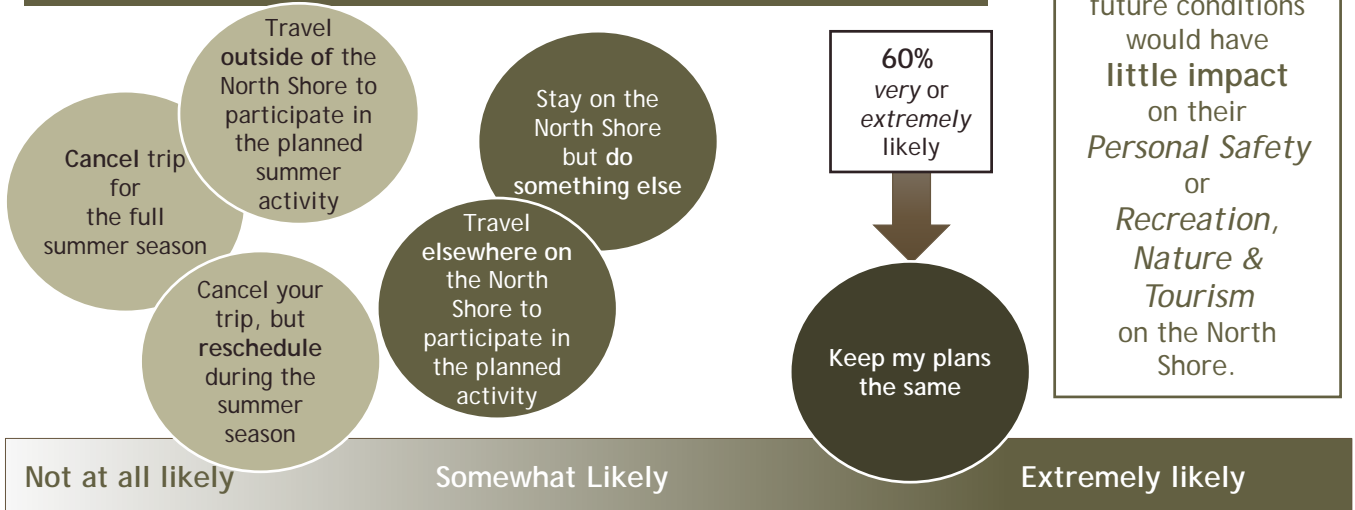 Travel
outside of the
North Shore to
participate in
the planned
summer
activity
Cancel trip
for
the full
summer season
Cancel your
trip, but
reschedule
during the
summer
season
Stay on the
North Shore
but do
something else
Travel
elsewhere on
the North
Shore to
participate in
the planned
activity
60%
very or
extremely
likely
Keep my plans
the same
future conditions
would have
little impact
on their
Personal Safety
or
Recreation,
Nature &
Tourism
on the North
Shore.
Not at all likely
Somewhat Likely
Extremely likely